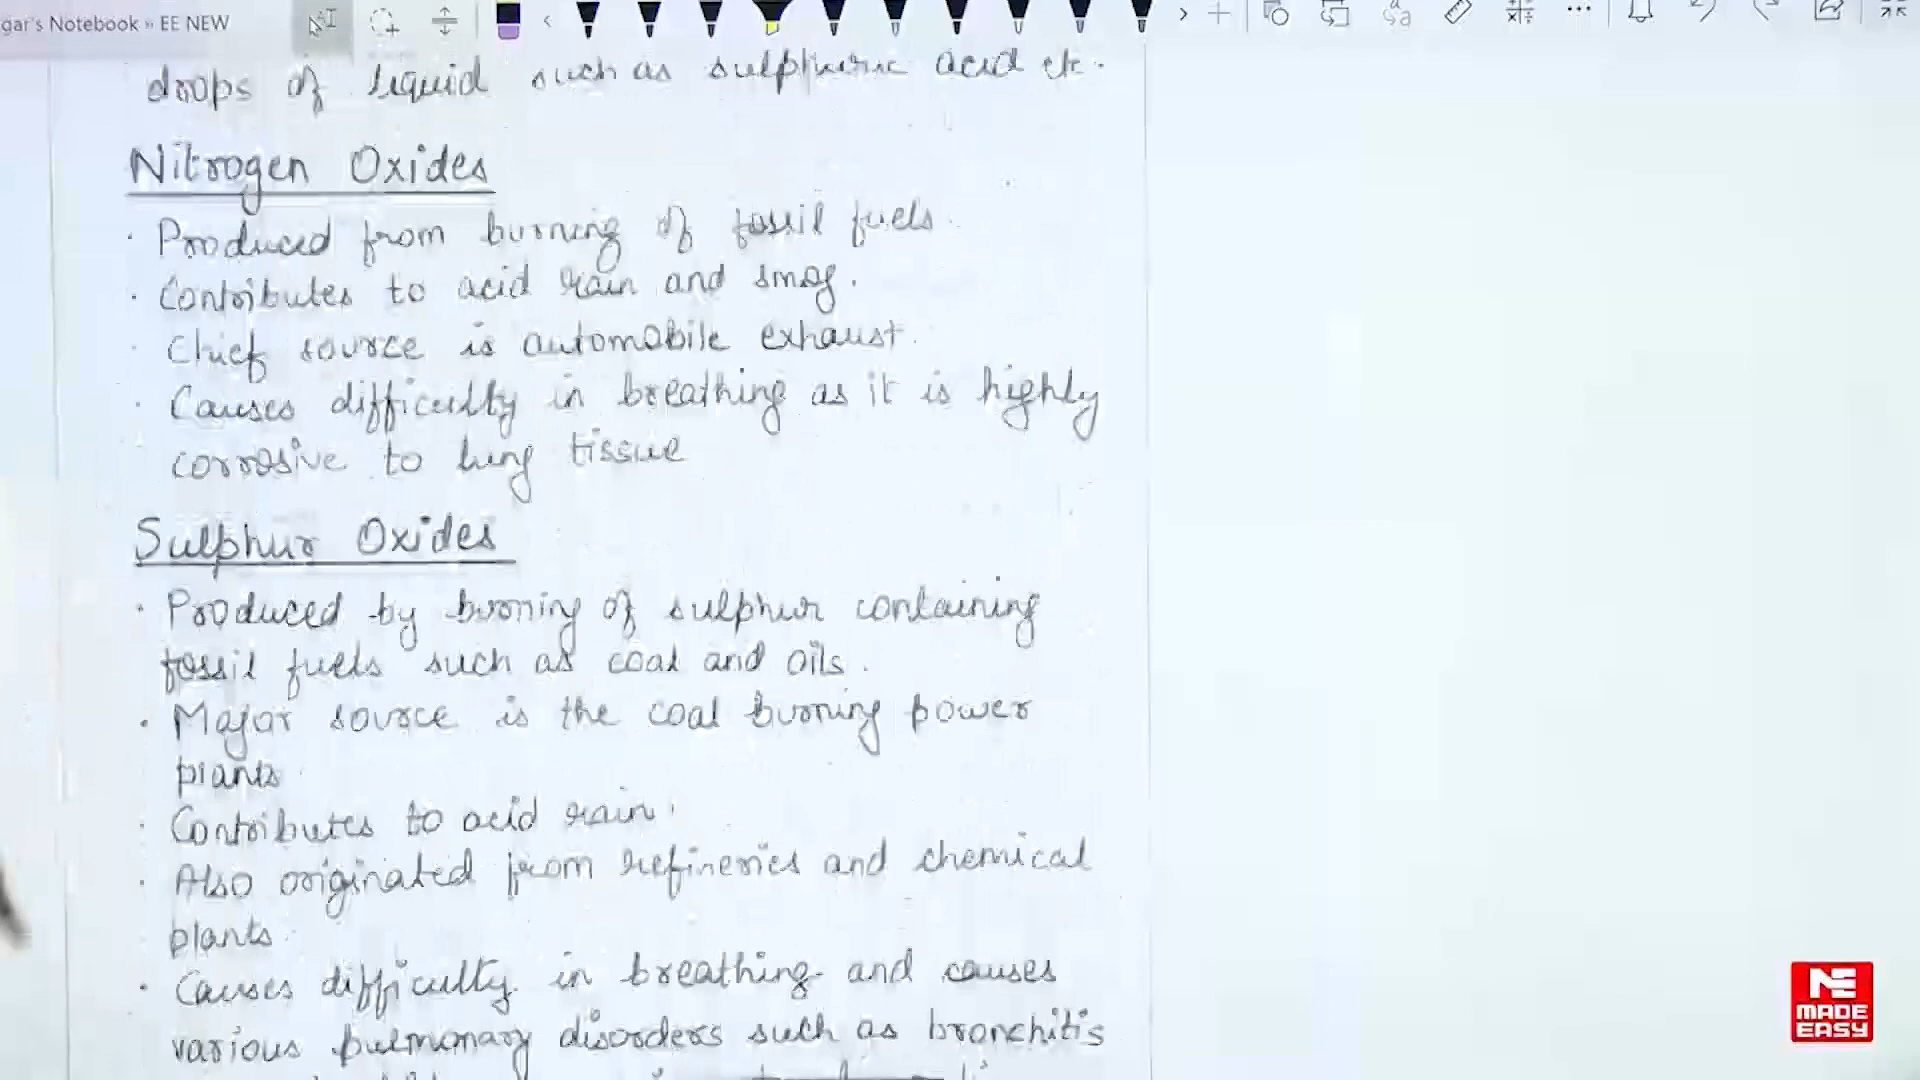 gar's Notebook » EE NEW
drops of liquid such as sulphuric acid etc.
Nitrogen Oxides
· Produced from burning of fossil fuels.
· Contributes to acid rain and smog.
· Chief source is automobile exhaust.
· Causes difficulty in breathing as it is highly
corrosive to lung tissue
Sulphur Oxides
· Produced by burning of sulphur containing
fossil fuels such as coal and oils.
· Major source is the coal burning power
plants
· Contributes to acid rain.
· Also originated from refineries and chemical
plants
· Causes difficulty in breathing and causes
various pulmonary disorders such as bronchitis
MADE
EASY